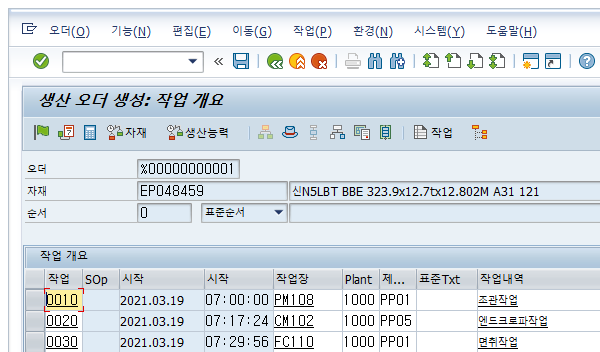 오더(O) 기능(N) 편집(E) 이동(G) 작업(P) 환경(N) 시스템(Y) 도움말(H)
생산 오더 생성: 작업 개요
자재 생산능력 작업
오더 %00000000001
자재 EP048459 신N5LBT BBE 323.9x12.7tx12.802M A31 121
순서 0 표준순서
작업 개요
작업 SOp 시작 시작 작업장 Plant 제... 표준Txt 작업내역
0010 2021.03.19 07:00:00 PM108 1000 PP01 조관작업
0020 2021.03.19 07:17:24 CM102 1000 PP05 엔드크로파작업
0030 2021.03.19 07:29:56 FC110 1000 PP01 면취작업